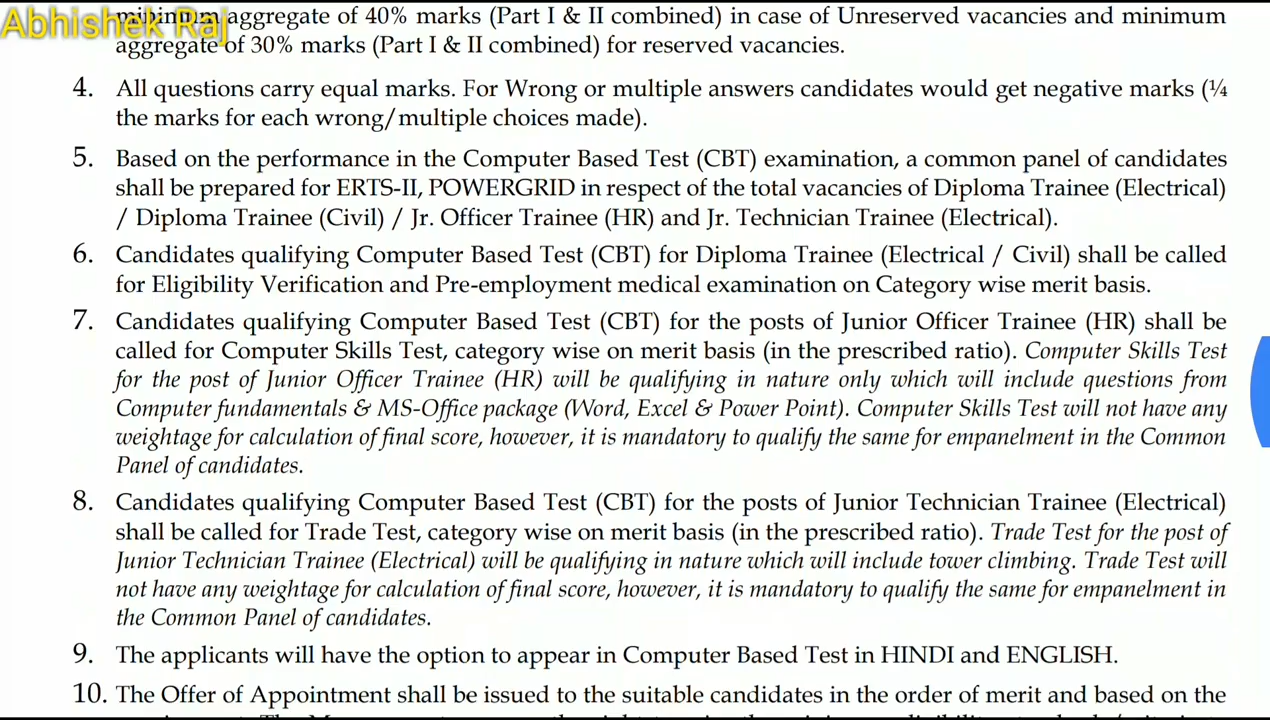 Abhishek Raj
minimum aggregate of 40% marks (Part I & II combined) in case of Unreserved vacancies and minimum
aggregate of 30% marks (Part I & II combined) for reserved vacancies.
4. All questions carry equal marks. For Wrong or multiple answers candidates would get negative marks (¼
the marks for each wrong/multiple choices made).
5. Based on the performance in the Computer Based Test (CBT) examination, a common panel of candidates
shall be prepared for ERTS-II, POWERGRID in respect of the total vacancies of Diploma Trainee (Electrical)
/ Diploma Trainee (Civil) / Jr. Officer Trainee (HR) and Jr. Technician Trainee (Electrical).
6. Candidates qualifying Computer Based Test (CBT) for Diploma Trainee (Electrical / Civil) shall be called
for Eligibility Verification and Pre-employment medical examination on Category wise merit basis.
7. Candidates qualifying Computer Based Test (CBT) for the posts of Junior Officer Trainee (HR) shall be
called for Computer Skills Test, category wise on merit basis (in the prescribed ratio). Computer Skills Test
for the post of Junior Officer Trainee (HR) will be qualifying in nature only which will include questions from
Computer fundamentals & MS-Office package (Word, Excel & Power Point). Computer Skills Test will not have any
weightage for calculation of final score, however, it is mandatory to qualify the same for empanelment in the Common
Panel of candidates.
8. Candidates qualifying Computer Based Test (CBT) for the posts of Junior Technician Trainee (Electrical)
shall be called for Trade Test, category wise on merit basis (in the prescribed ratio). Trade Test for the post of
Junior Technician Trainee (Electrical) will be qualifying in nature which will include tower climbing. Trade Test will
not have any weightage for calculation of final score, however, it is mandatory to qualify the same for empanelment in
the Common Panel of candidates.
9. The applicants will have the option to appear in Computer Based Test in HINDI and ENGLISH.
10. The Offer of Appointment shall be issued to the suitable candidates in the order of merit and based on the